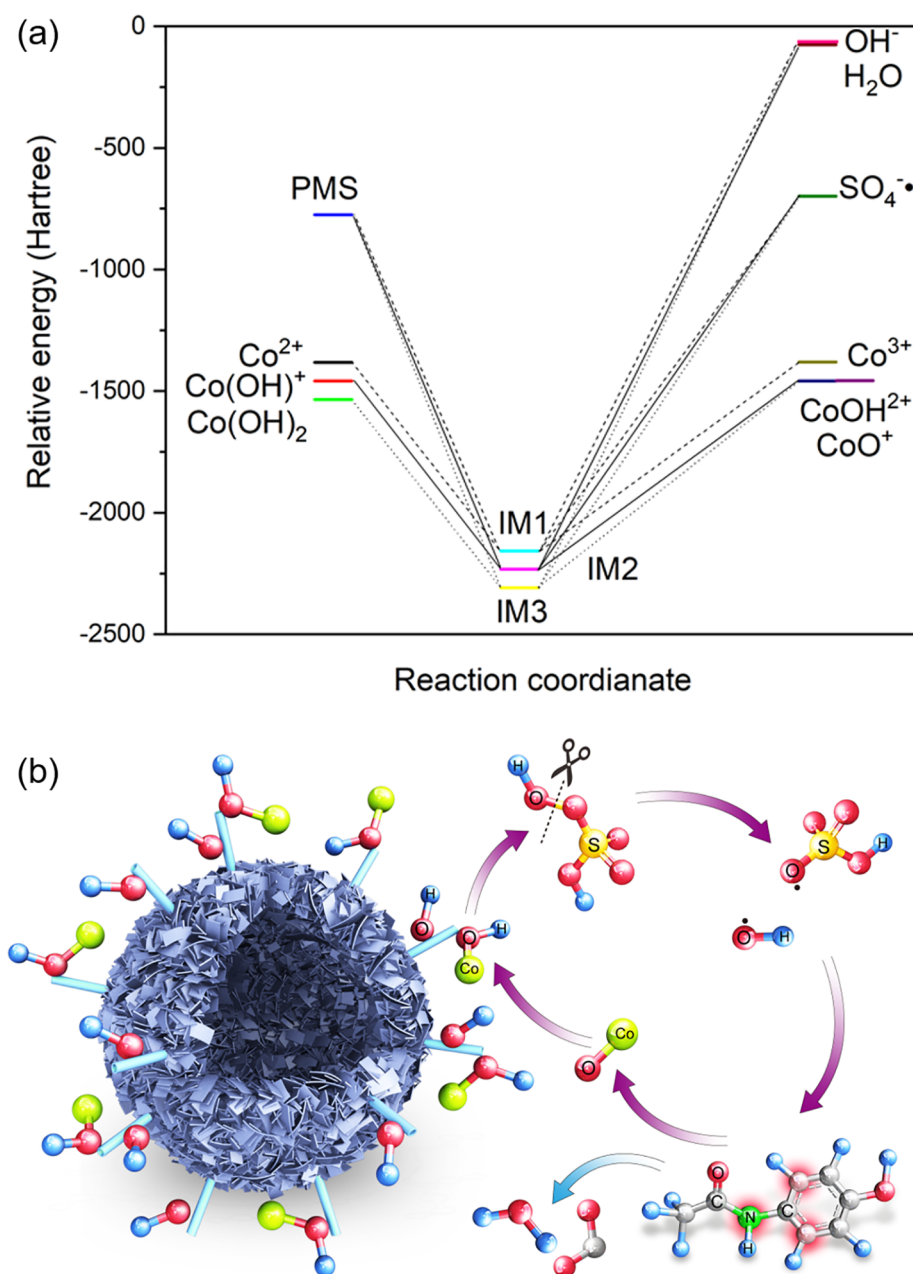 (a)
Relative energy (Hartree)
0
-500
-1000
-1500
-2000
-2500
PMS
Co²⁺
Co(OH)⁺
Co(OH)₂
IM1
IM2
IM3
OH⁻
H₂O
SO₄⁻•
Co³⁺
CoOH²⁺
CoO⁺
Reaction coordianate
(b)
H
O
S
H
O
H
O
Co
S
O
H
O
H
Co
O
O
C
N
C
H